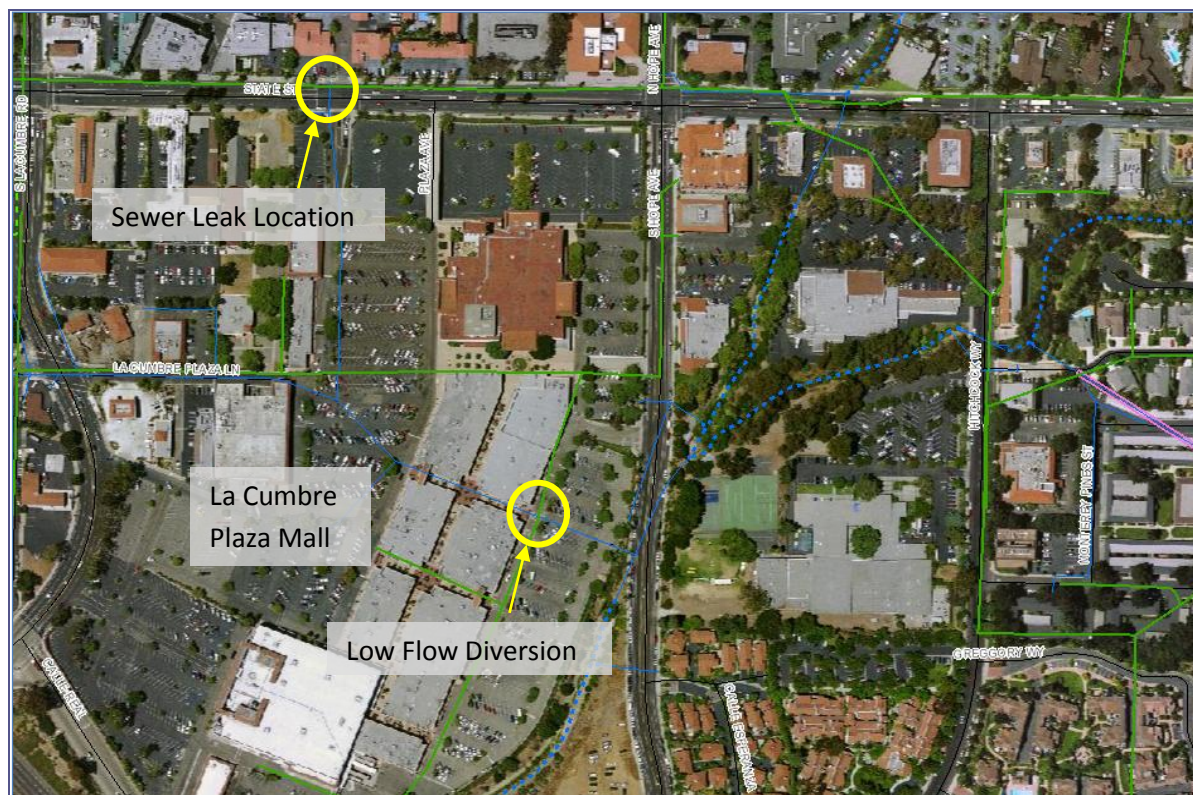 STATE ST
N HOPE AVE
S LA CUMBRE RD
PLAZA AVE
S HOPE AVE
Sewer Leak Location
LA CUMBRE PLAZA LN
HITCHCOCK WY
La Cumbre
Plaza Mall
MONTEREY PINES ST
Low Flow Diversion
GREGGORY WY
CALLE REAL
CALLE ESPERANZA